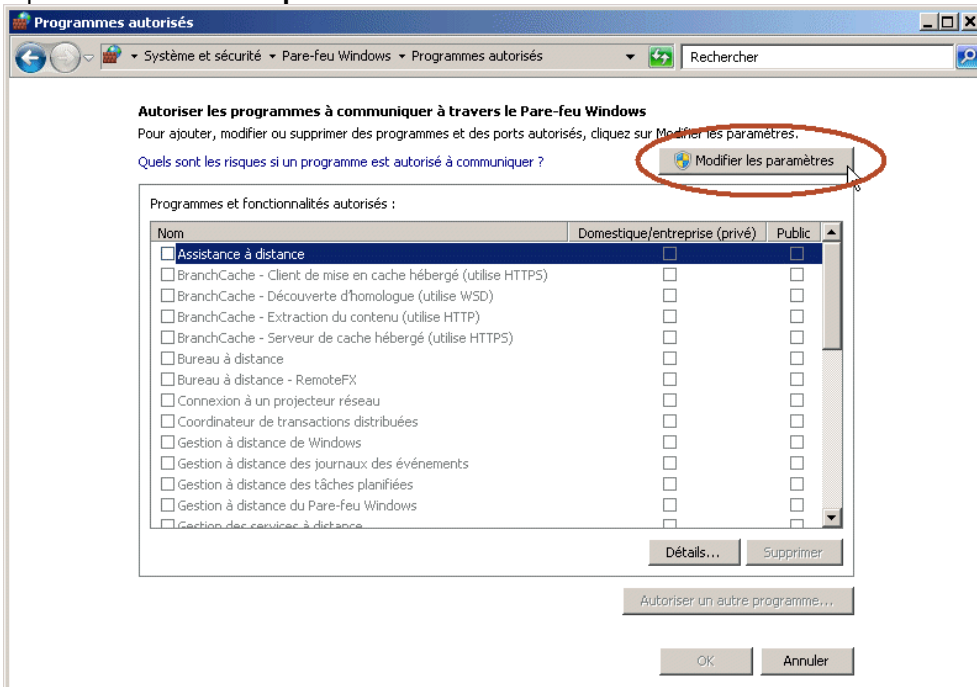 Programmes autorisés
Système et sécurité Pare-feu Windows Programmes autorisés Rechercher
Autoriser les programmes à communiquer à travers le Pare-feu Windows
Pour ajouter, modifier ou supprimer des programmes et des ports autorisés, cliquez sur Modifier les paramètres.
Quels sont les risques si un programme est autorisé à communiquer ? Modifier les paramètres
Programmes et fonctionnalités autorisés :
Nom Domestique/entreprise (privé) Public
Assistance à distance
BranchCache - Client de mise en cache hébergé (utilise HTTPS)
BranchCache - Découverte d'homologue (utilise WSD)
BranchCache - Extraction du contenu (utilise HTTP)
BranchCache - Serveur de cache hébergé (utilise HTTPS)
Bureau à distance
Bureau à distance - RemoteFX
Connexion à un projecteur réseau
Coordinateur de transactions distribuées
Gestion à distance de Windows
Gestion à distance des journaux des événements
Gestion à distance des tâches planifiées
Gestion à distance du Pare-feu Windows
Gestion des services à distance
Détails... Supprimer
Autoriser un autre programme...
OK Annuler